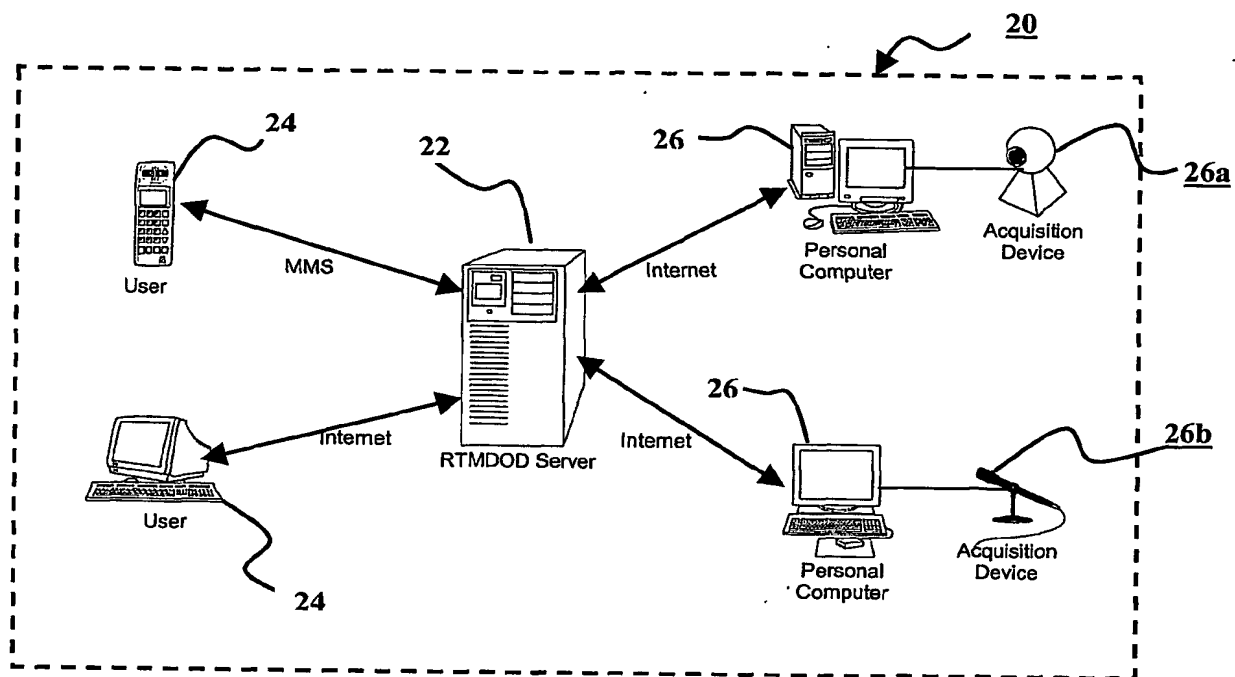 20
24
22
26
26a
User
MMS
Internet
Personal
Computer
Acquisition
Device
26
26b
Internet
Internet
RTMDOD Server
User
24
Personal
Computer
Acquisition
Device